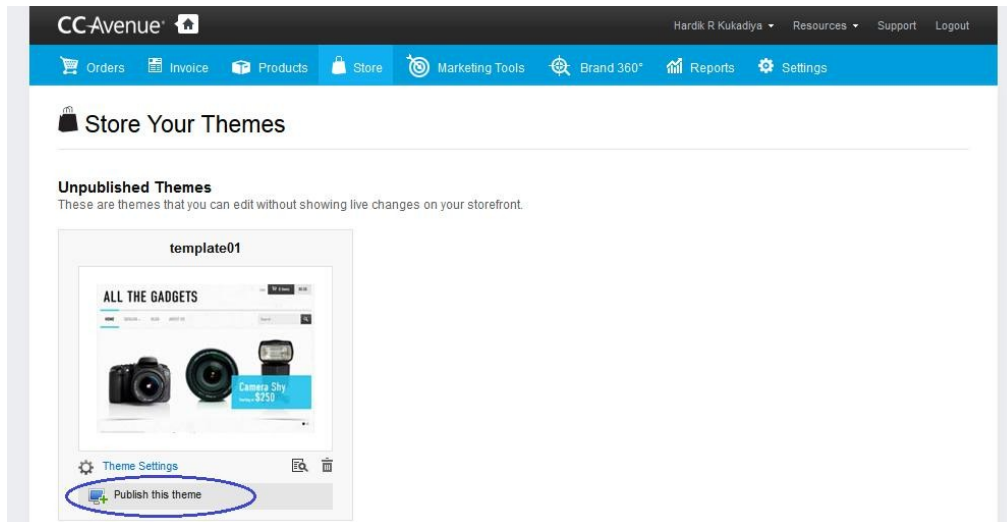 CCAvenue
Hardik R Kukadiya Resources Support Logout
Orders Invoice Products Store Marketing Tools Brand 360° Reports Settings
Store Your Themes
Unpublished Themes
These are themes that you can edit without showing live changes on your storefront.
template01
ALL THE GADGETS
HOME
Camera Shy
$250
Theme Settings
Publish this theme